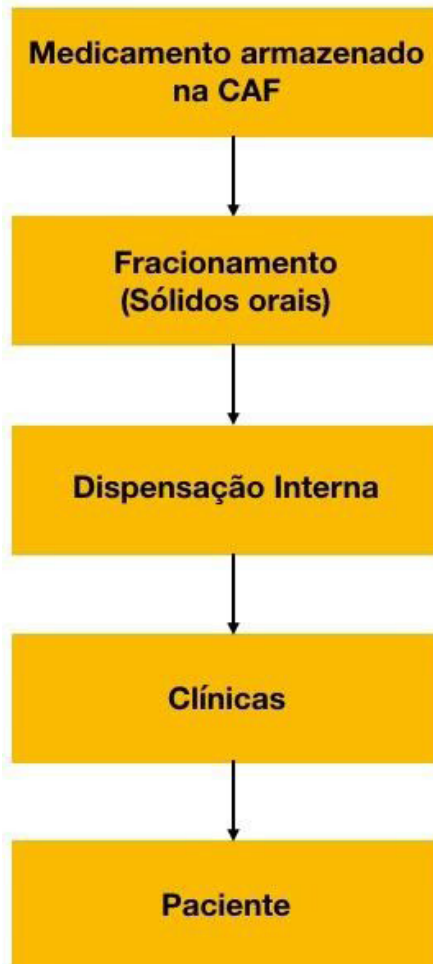 Medicamento armazenado
na CAF
Fracionamento
(Sólidos orais)
Dispensação Interna
Clínicas
Paciente